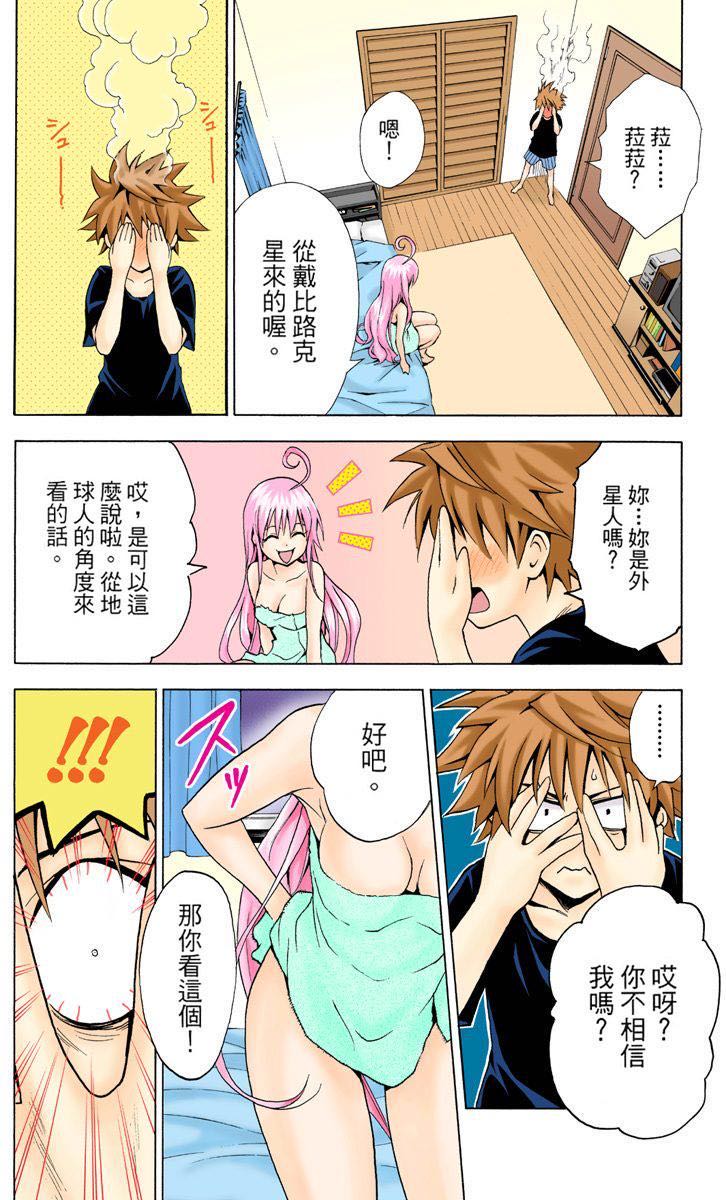 菈……
菈菈？
嗯！
從戴比路克
星來的喔。
シュー
シュー
妳…妳是外
星人嗎？
哎，是可以這
麼說啦。從地
球人的角度來
看的話。
………
哎呀？
你不相信
我嗎？
好吧。
スッ
那你看這個！
!!!